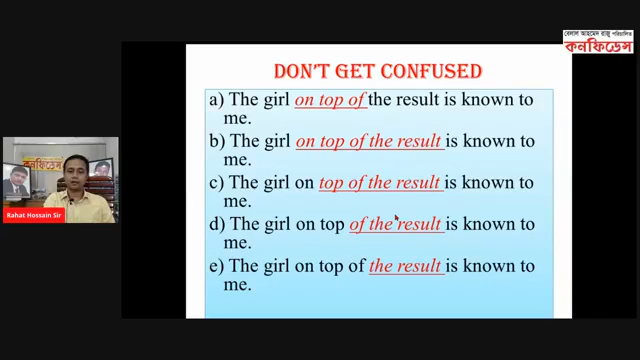 বেলাল আহমেদ রাজু পরিচালিত
কনফিডেন্স
DON'T GET CONFUSED
a) The girl on top of the result is known to
me.
b) The girl on top of the result is known to
me.
c) The girl on top of the result is known to
me.
d) The girl on top of the result is known to
me.
e) The girl on top of the result is known to
me.
Rahat Hossain Sir